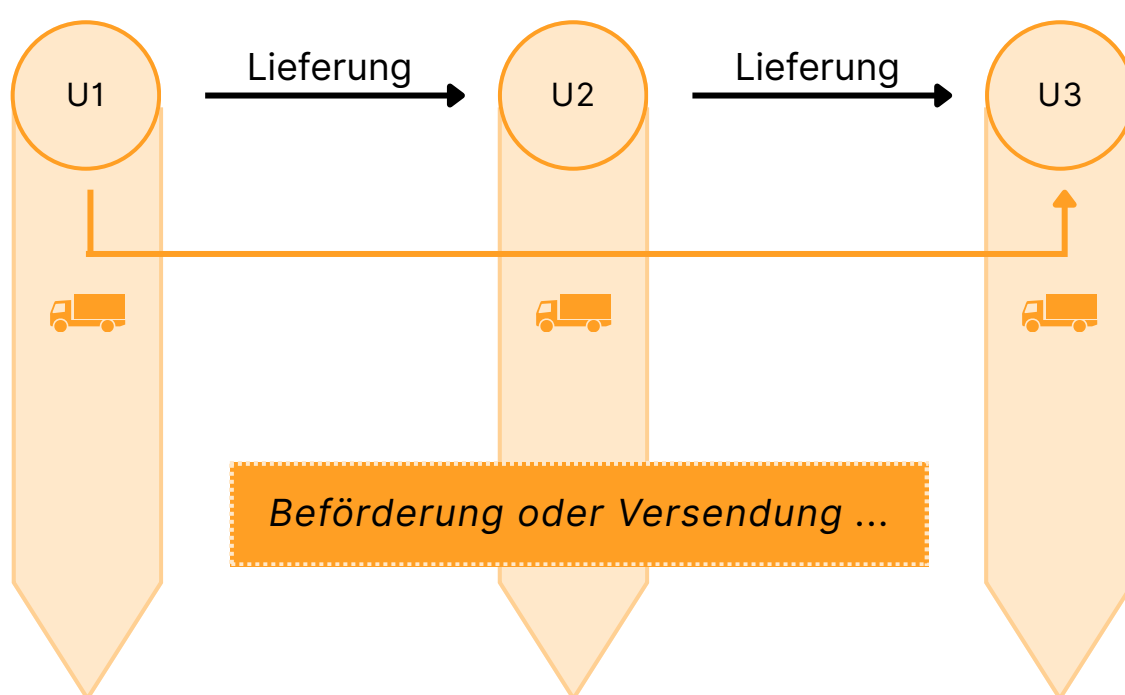 Lieferung
Lieferung
U1
U2
U3
Beförderung oder Versendung ...